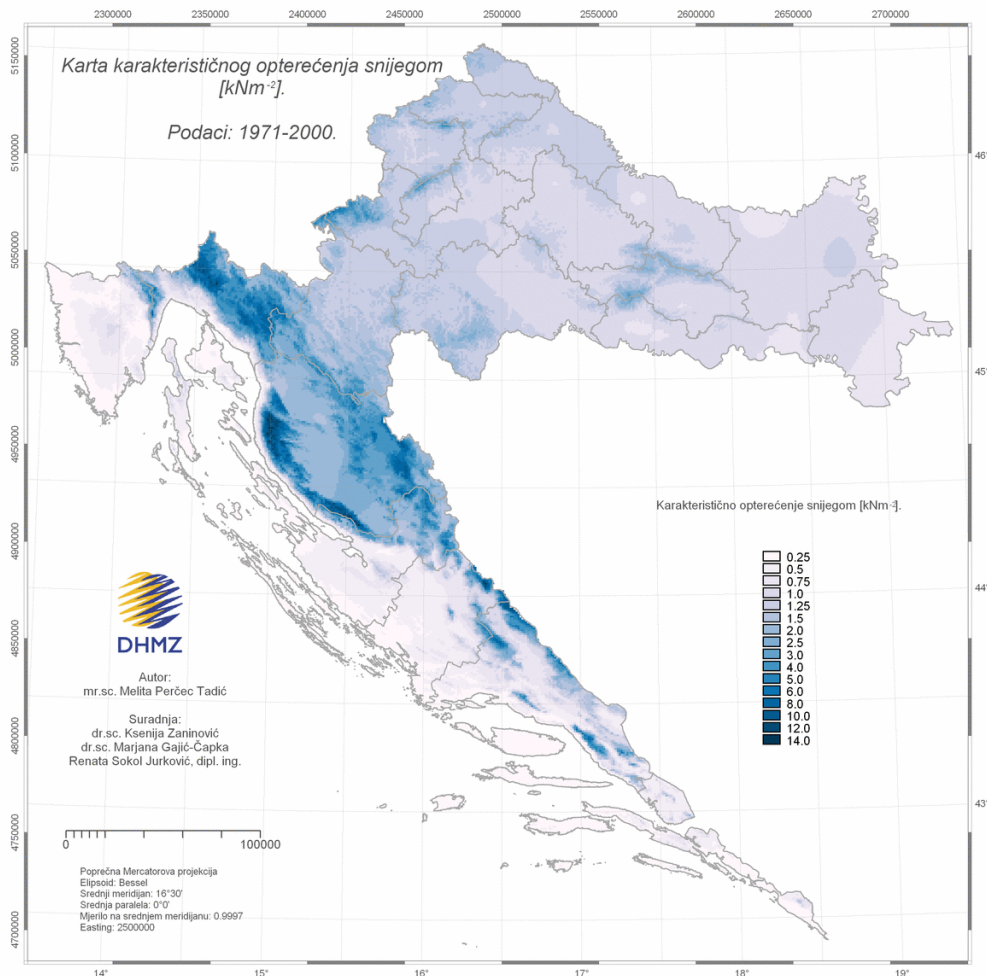 2300000 2350000 2400000 2450000 2500000 2550000 2600000 2650000 2700000
Karta karakterističnog opterećenja snijegom
[kNm-2].
Podaci: 1971-2000.
5150000
5100000
5050000
5000000
4950000
4900000
4850000
4800000
4750000
4700000
46°
45°
44°
43°
Karakteristično opterećenje snijegom [kNm-2].
0.25
0.5
0.75
1.0
1.25
1.5
2.0
2.5
3.0
4.0
5.0
6.0
8.0
10.0
12.0
14.0
DHMZ
Autor:
mr.sc. Melita Perčec Tadić
Suradnja:
dr.sc. Ksenija Zaninović
dr.sc. Marjana Gajić-Čapka
Renata Sokol Jurković, dipl. ing.
0 100000
Poprečna Mercatorova projekcija
Elipsoid: Bessel
Srednji meridijan: 16°30'
Srednja paralela: 0°0'
Mjerilo na srednjem meridijanu: 0.9997
Easting: 2500000
14° 15° 16° 17° 18° 19°